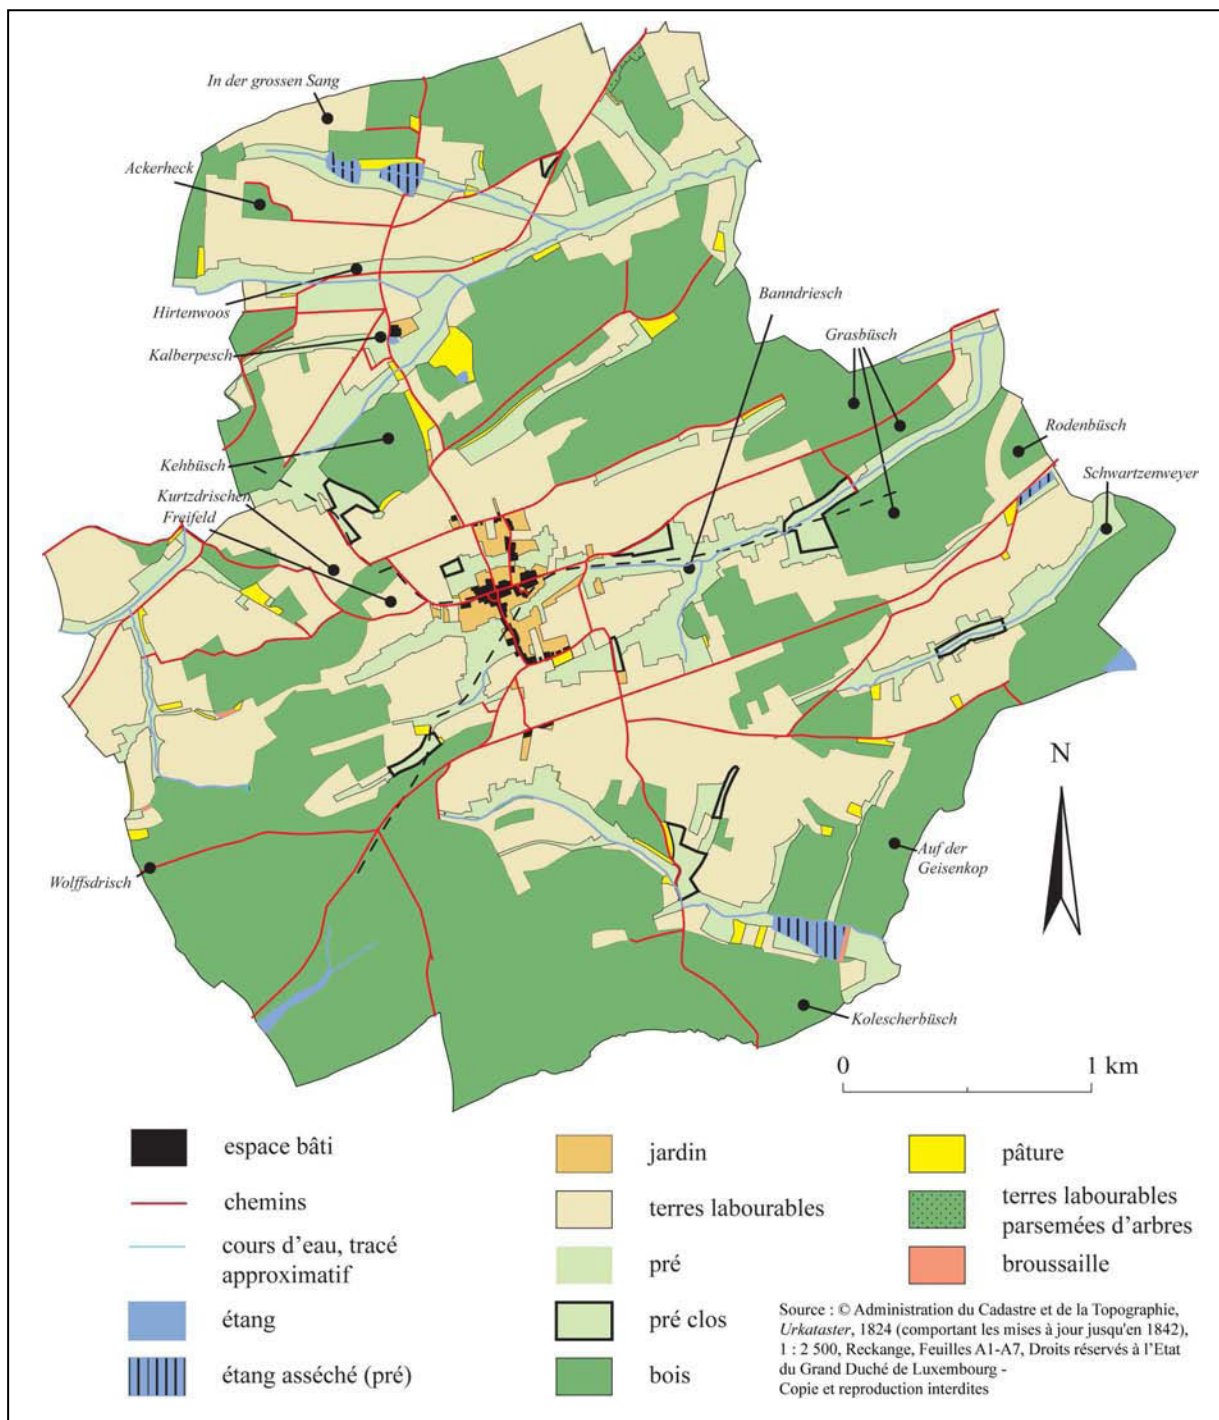 In der grossen Sang
Ackerheck
Hirtenwoos
Kalberpesch
Banndriesch
Grasbüsch
Rodenbüsch
Schwartzenweyer
Kehbüsch
Kurtzdrischen
Freifeld
N
Wolffsdrisch
Auf der
Geisenkop
Kolescherbüsch
0 1 km
espace bâti
chemins
cours d'eau, tracé
approximatif
étang
étang asséché (pré)
jardin
terres labourables
pré
pré clos
bois
pâture
terres labourables
parsemées d'arbres
broussaille
Source : © Administration du Cadastre et de la Topographie,
Urkataster, 1824 (comportant les mises à jour jusqu'en 1842),
1 : 2 500, Reckange, Feuilles A1-A7, Droits réservés à l'Etat
du Grand Duché de Luxembourg -
Copie et reproduction interdites